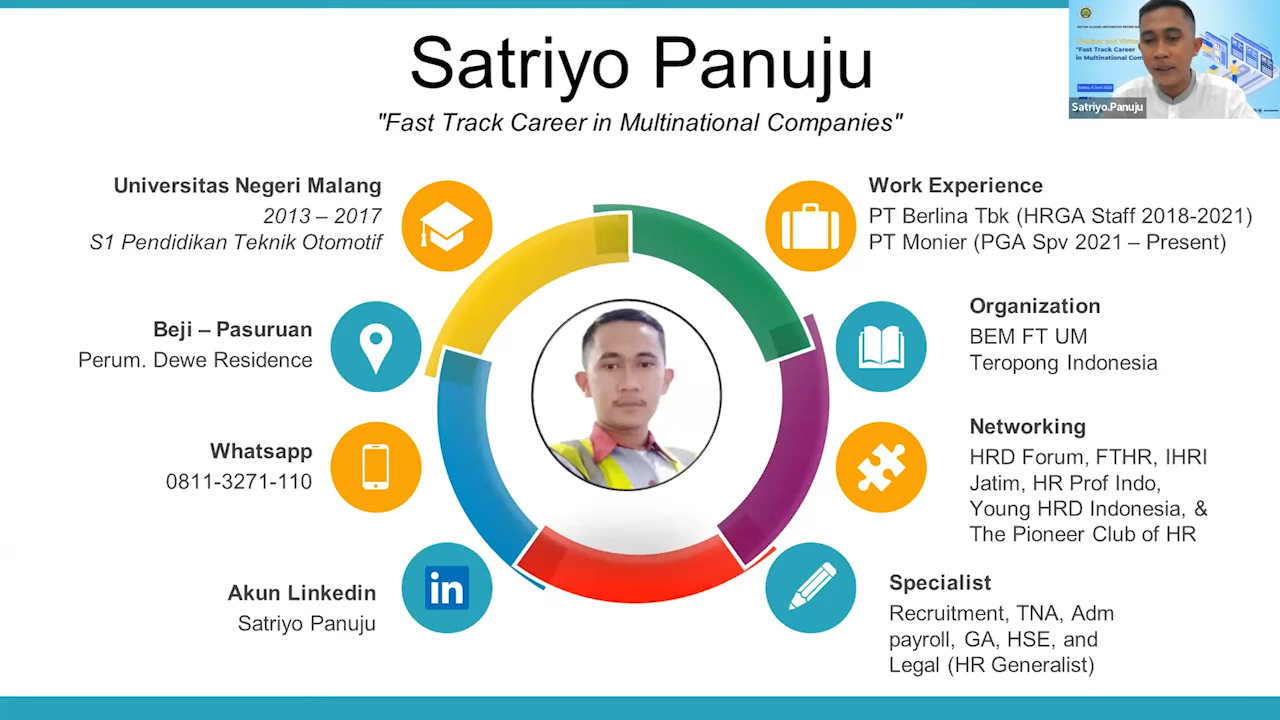 Satriyo Panuju
"Fast Track Career in Multinational Companies"
Universitas Negeri Malang
2013 – 2017
S1 Pendidikan Teknik Otomotif
Beji – Pasuruan
Perum. Dewe Residence
Whatsapp
0811-3271-110
Akun Linkedin
Satriyo Panuju
in
Work Experience
PT Berlina Tbk (HRGA Staff 2018-2021)
PT Monier (PGA Spv 2021 – Present)
Organization
BEM FT UM
Teropong Indonesia
Networking
HRD Forum, FTHR, IHRI
Jatim, HR Prof Indo,
Young HRD Indonesia, &
The Pioneer Club of HR
Specialist
Recruitment, TNA, Adm
payroll, GA, HSE, and
Legal (HR Generalist)
"Fast Track Career
in Multinational Com
Satriyo.Panuju